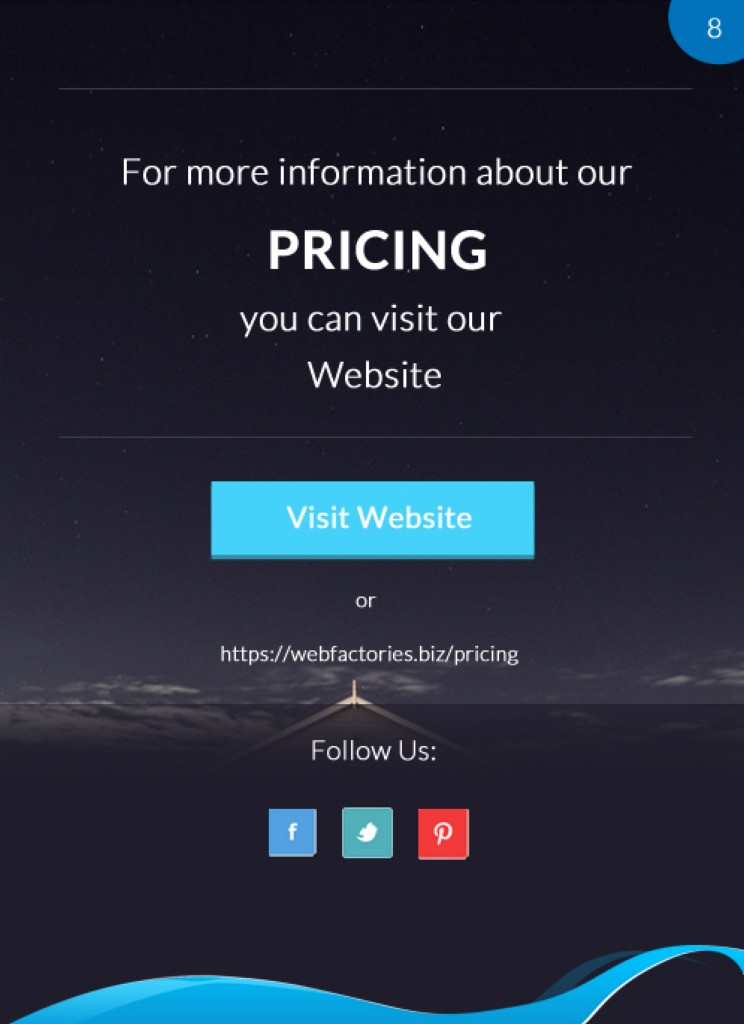 8
For more information about our
PRICING
you can visit our
Website
Visit Website
or
https://webfactories.biz/pricing
Follow Us: